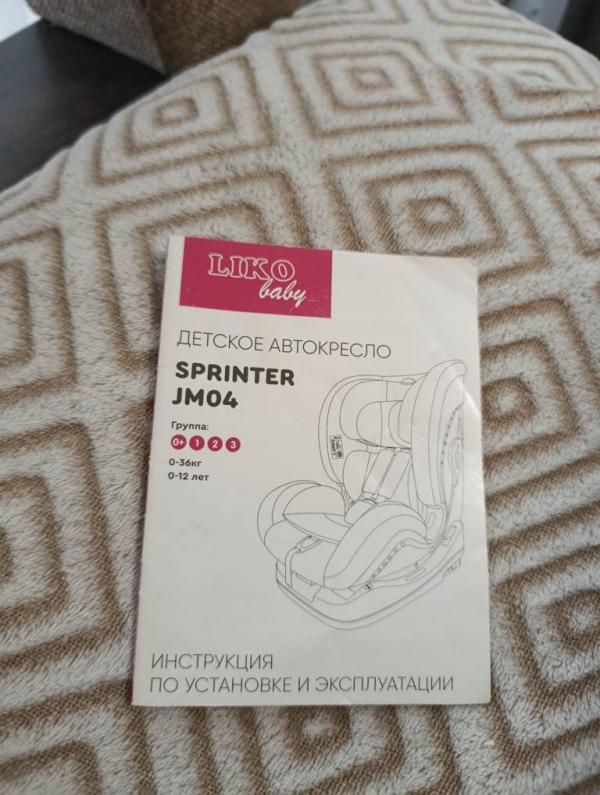 LIKO
baby
ДЕТСКОЕ АВТОКРЕСЛО
SPRINTER
JM04
Группа:
0+ 1 2 3
0-36кг
0-12 лет
ИНСТРУКЦИЯ
ПО УСТАНОВКЕ И ЭКСПЛУАТАЦИИ